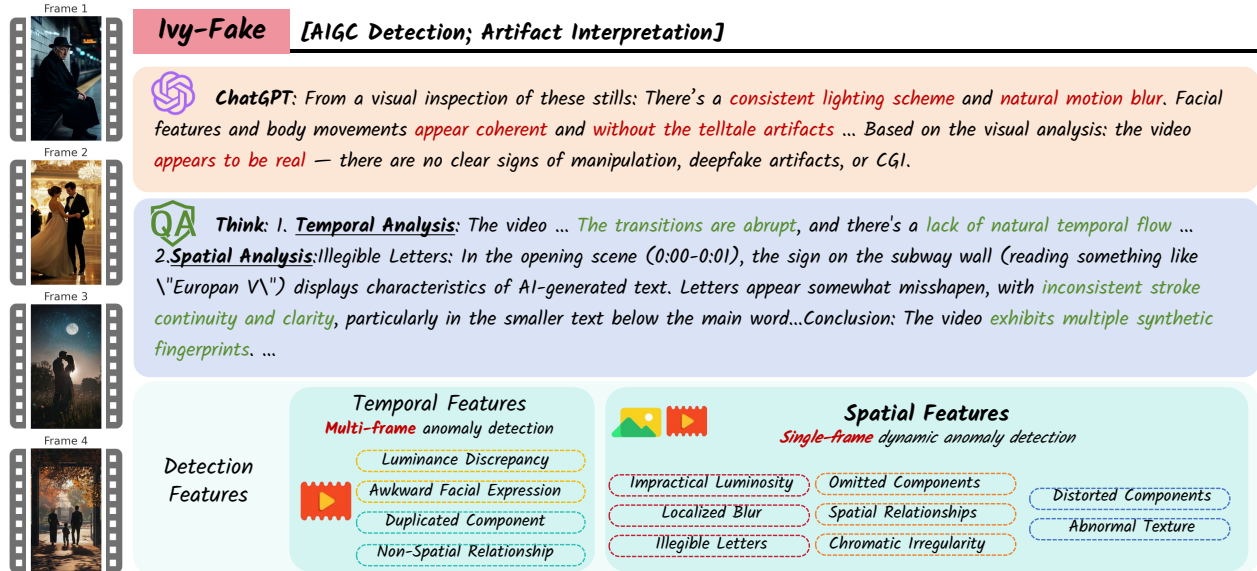 Frame 1
Frame 2
Frame 3
Frame 4
Ivy-Fake [AIGC Detection; Artifact Interpretation]
ChatGPT: From a visual inspection of these stills: There's a consistent lighting scheme and natural motion blur. Facial
features and body movements appear coherent and without the telltale artifacts ... Based on the visual analysis: the video
appears to be real — there are no clear signs of manipulation, deepfake artifacts, or CGI.
QA
Think: 1. Temporal Analysis: The video ... The transitions are abrupt, and there's a lack of natural temporal flow ...
2.Spatial Analysis:Illegible Letters: In the opening scene (0:00-0:01), the sign on the subway wall (reading something like
\"Europan V\") displays characteristics of AI-generated text. Letters appear somewhat misshapen, with inconsistent stroke
continuity and clarity, particularly in the smaller text below the main word...Conclusion: The video exhibits multiple synthetic
fingerprints. ...
Detection
Features
Temporal Features
Multi-frame anomaly detection
Luminance Discrepancy
Awkward Facial Expression
Duplicated Component
Non-Spatial Relationship
Spatial Features
Single-frame dynamic anomaly detection
Impractical Luminosity
Localized Blur
Illegible Letters
Omitted Components
Spatial Relationships
Chromatic Irregularity
Distorted Components
Abnormal Texture